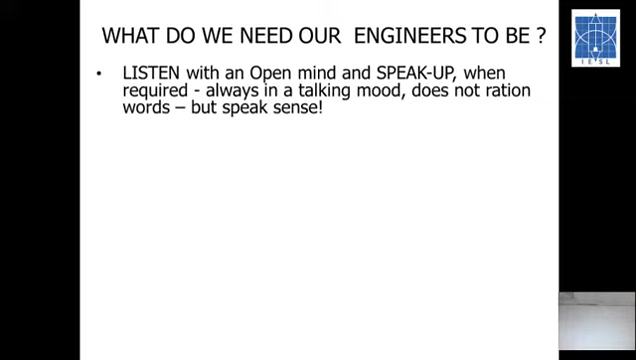 WHAT DO WE NEED OUR ENGINEERS TO BE ?
• LISTEN with an Open mind and SPEAK-UP, when
required - always in a talking mood, does not ration
words – but speak sense!
IESL